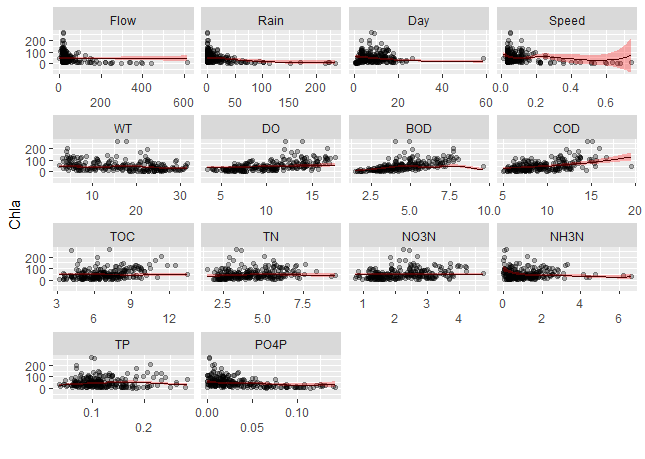 Flow Rain Day Speed
200
100
0
0 200 400 600 0 50 100 150 200 0 20 40 60 0.0 0.2 0.4 0.6
WT DO BOD COD
200
100
0
10 30 5 15 2.5 7.5 5 15
20 10 5.0 10.0 10 20
TOC TN NO3N NH3N
200
100
0
3 9 2.5 7.5 1 3 0 4
6 12 5.0 2 4 2 6
TP PO4P
200
100
0
0.1 0.00 0.10
0.2 0.05
Chla